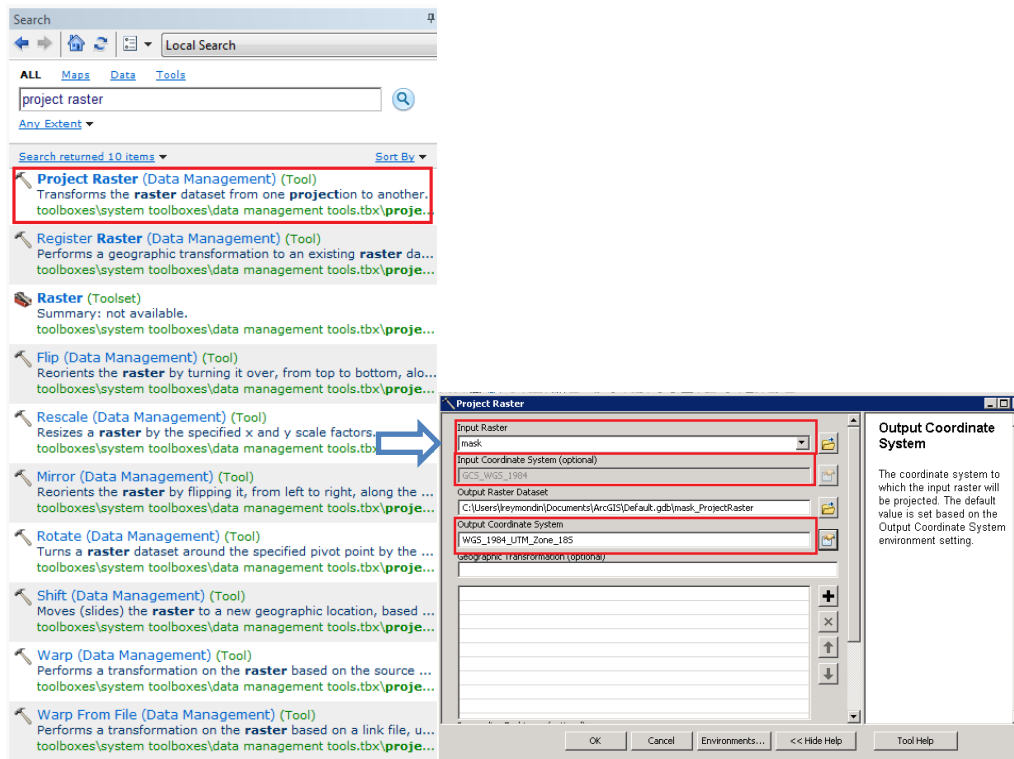 Search
Local Search
ALL Maps Data Tools
project raster
Any Extent
Search returned 10 items Sort By
Project Raster (Data Management) (Tool)
Transforms the raster dataset from one projection to another.
toolboxes\system toolboxes\data management tools.tbx\proje...
Register Raster (Data Management) (Tool)
Performs a geographic transformation to an existing raster da...
toolboxes\system toolboxes\data management tools.tbx\proje...
Raster (Toolset)
Summary: not available.
toolboxes\system toolboxes\data management tools.tbx\proje...
Flip (Data Management) (Tool)
Reorients the raster by turning it over, from top to bottom, alo...
toolboxes\system toolboxes\data management tools.tbx\proje...
Rescale (Data Management) (Tool)
Resizes a raster by the specified x and y scale factors.
toolboxes\system toolboxes\data management tools.tb
Mirror (Data Management) (Tool)
Reorients the raster by flipping it, from left to right, along the ...
toolboxes\system toolboxes\data management tools.tbx\proje...
Rotate (Data Management) (Tool)
Turns a raster dataset around the specified pivot point by the ...
toolboxes\system toolboxes\data management tools.tbx\proje...
Shift (Data Management) (Tool)
Moves (slides) the raster to a new geographic location, based ...
toolboxes\system toolboxes\data management tools.tbx\proje...
Warp (Data Management) (Tool)
Performs a transformation on the raster based on the source ...
toolboxes\system toolboxes\data management tools.tbx\proje...
Warp From File (Data Management) (Tool)
Performs a transformation on the raster based on a link file, u...
toolboxes\system toolboxes\data management tools.tbx\proje...
Project Raster
Input Raster
mask
Input Coordinate System (optional)
GCS_WGS_1984
Output Raster Dataset
C:\Users\lreymondin\Documents\ArcGIS\Default.gdb\mask_ProjectRaster
Output Coordinate System
WGS_1984_UTM_Zone_18S
Geographic Transformation (optional)
OK Cancel Environments... << Hide Help Tool Help
Output Coordinate
System
The coordinate system to
which the input raster will
be projected. The default
value is set based on the
Output Coordinate System
environment setting.